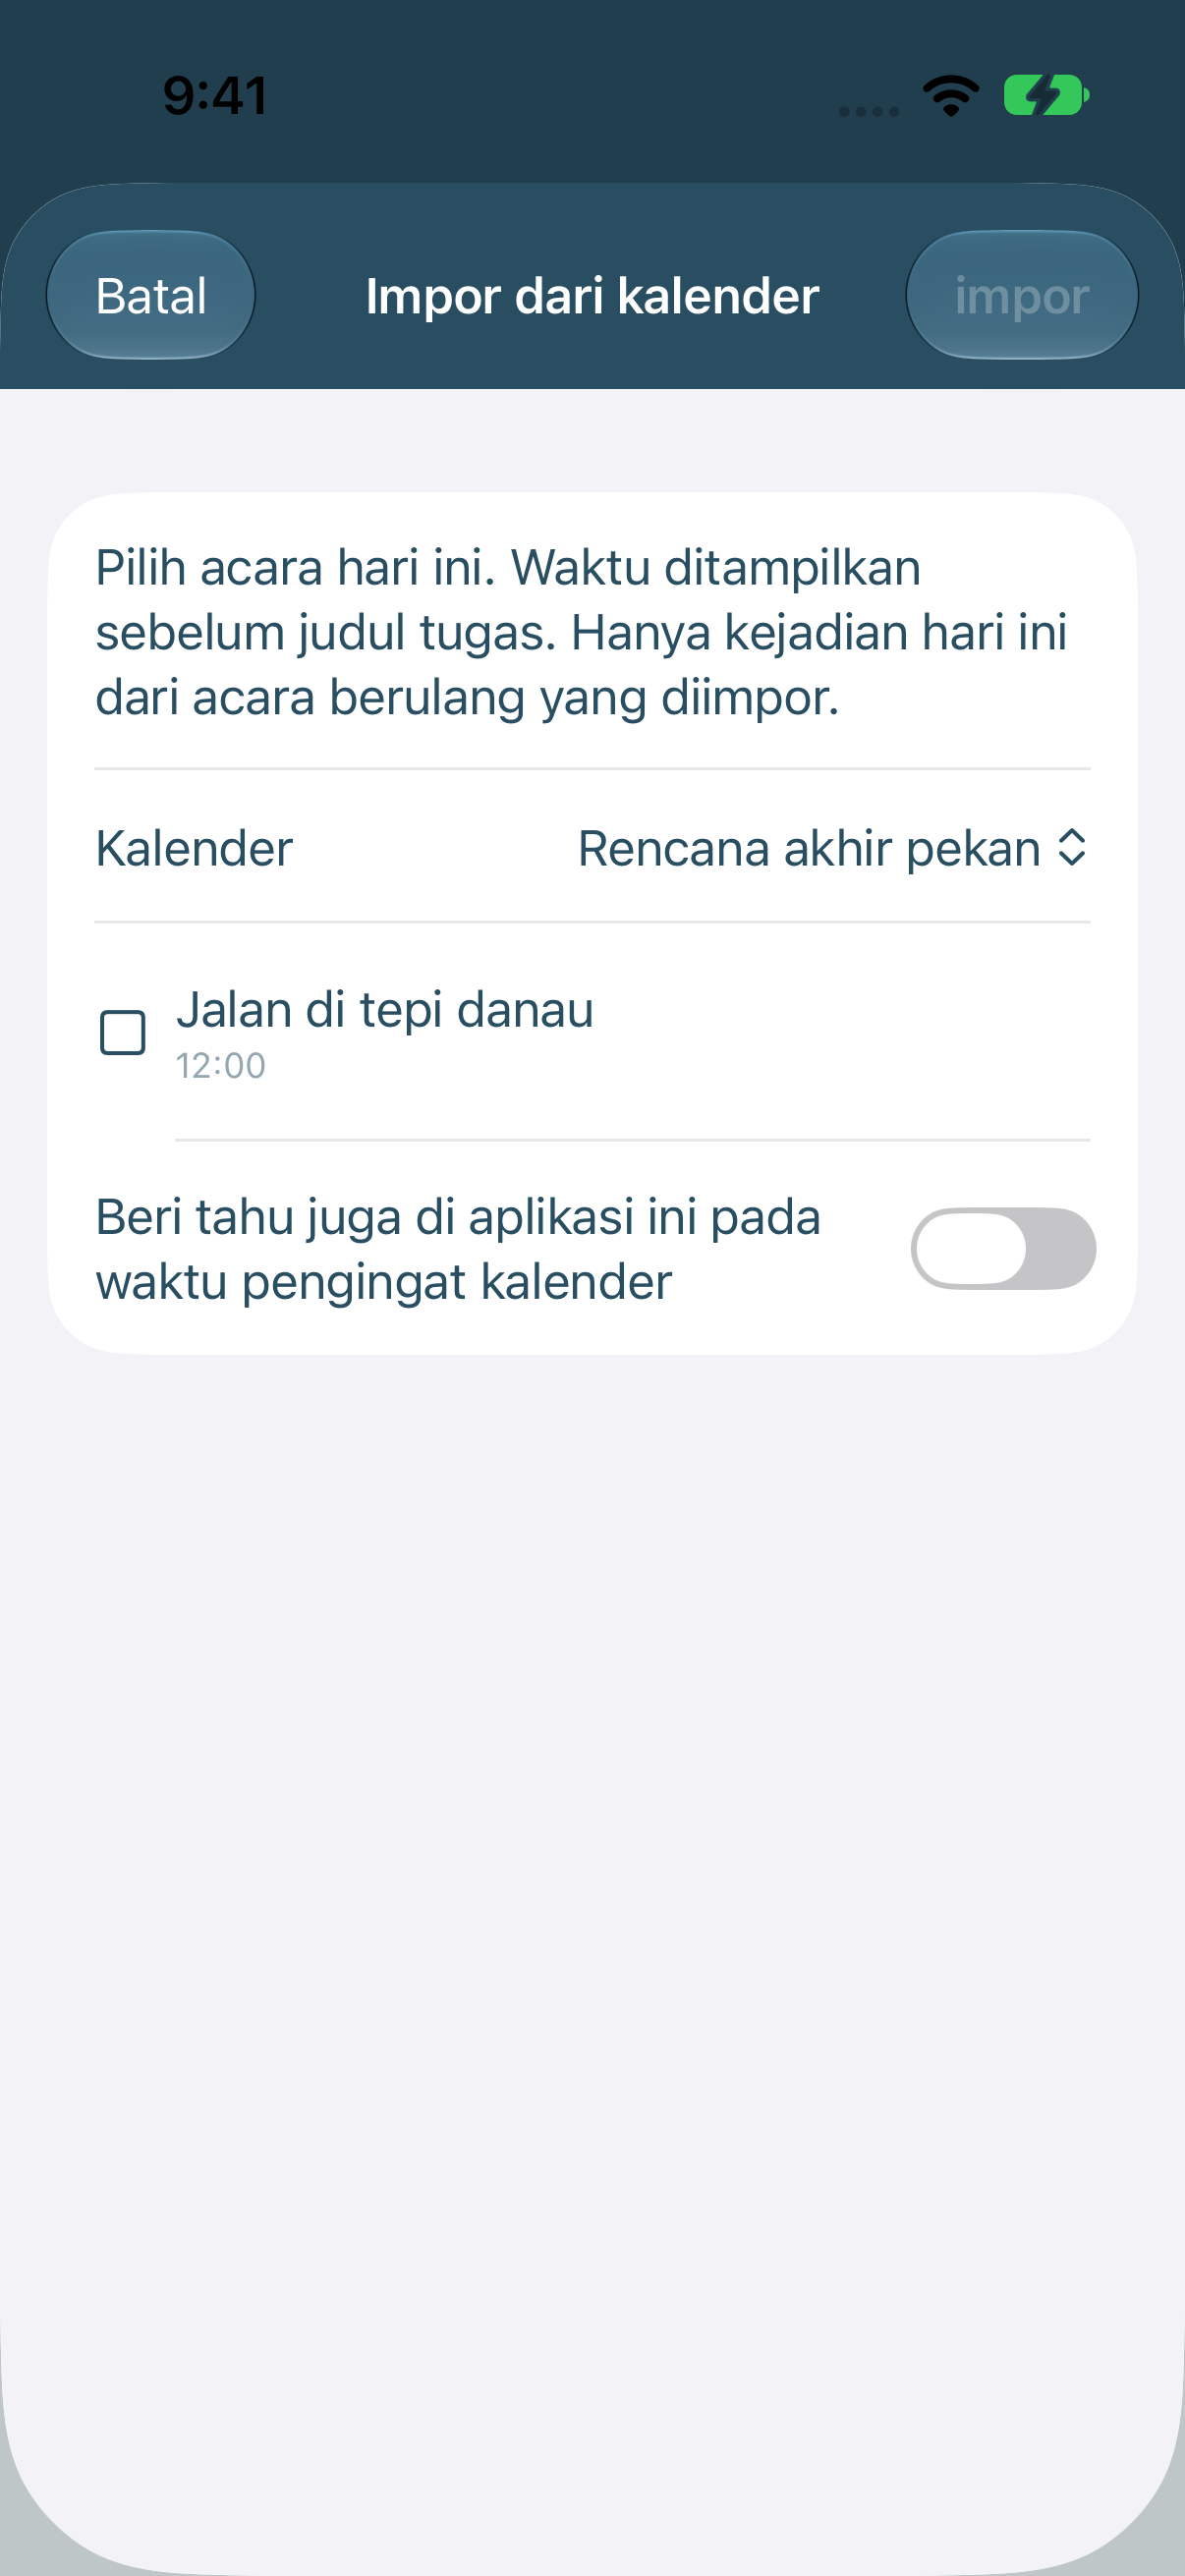 9:41
Batal
Impor dari kalender
impor
Pilih acara hari ini. Waktu ditampilkan
sebelum judul tugas. Hanya kejadian hari ini
dari acara berulang yang diimpor.
Kalender
Rencana akhir pekan
Jalan di tepi danau
12:00
Beri tahu juga di aplikasi ini pada
waktu pengingat kalender